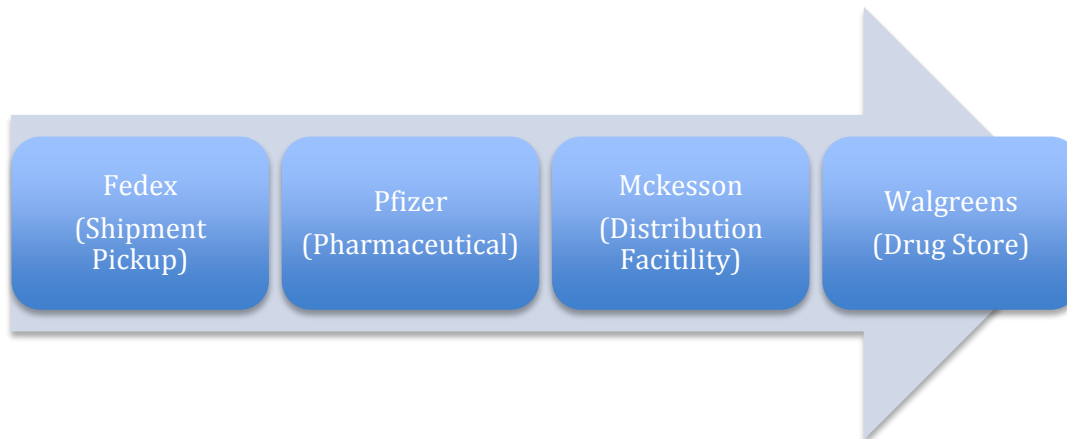 Fedex
(Shipment
Pickup)
Pfizer
(Pharmaceutical)
Mckesson
(Distribution
Facitility)
Walgreens
(Drug Store)